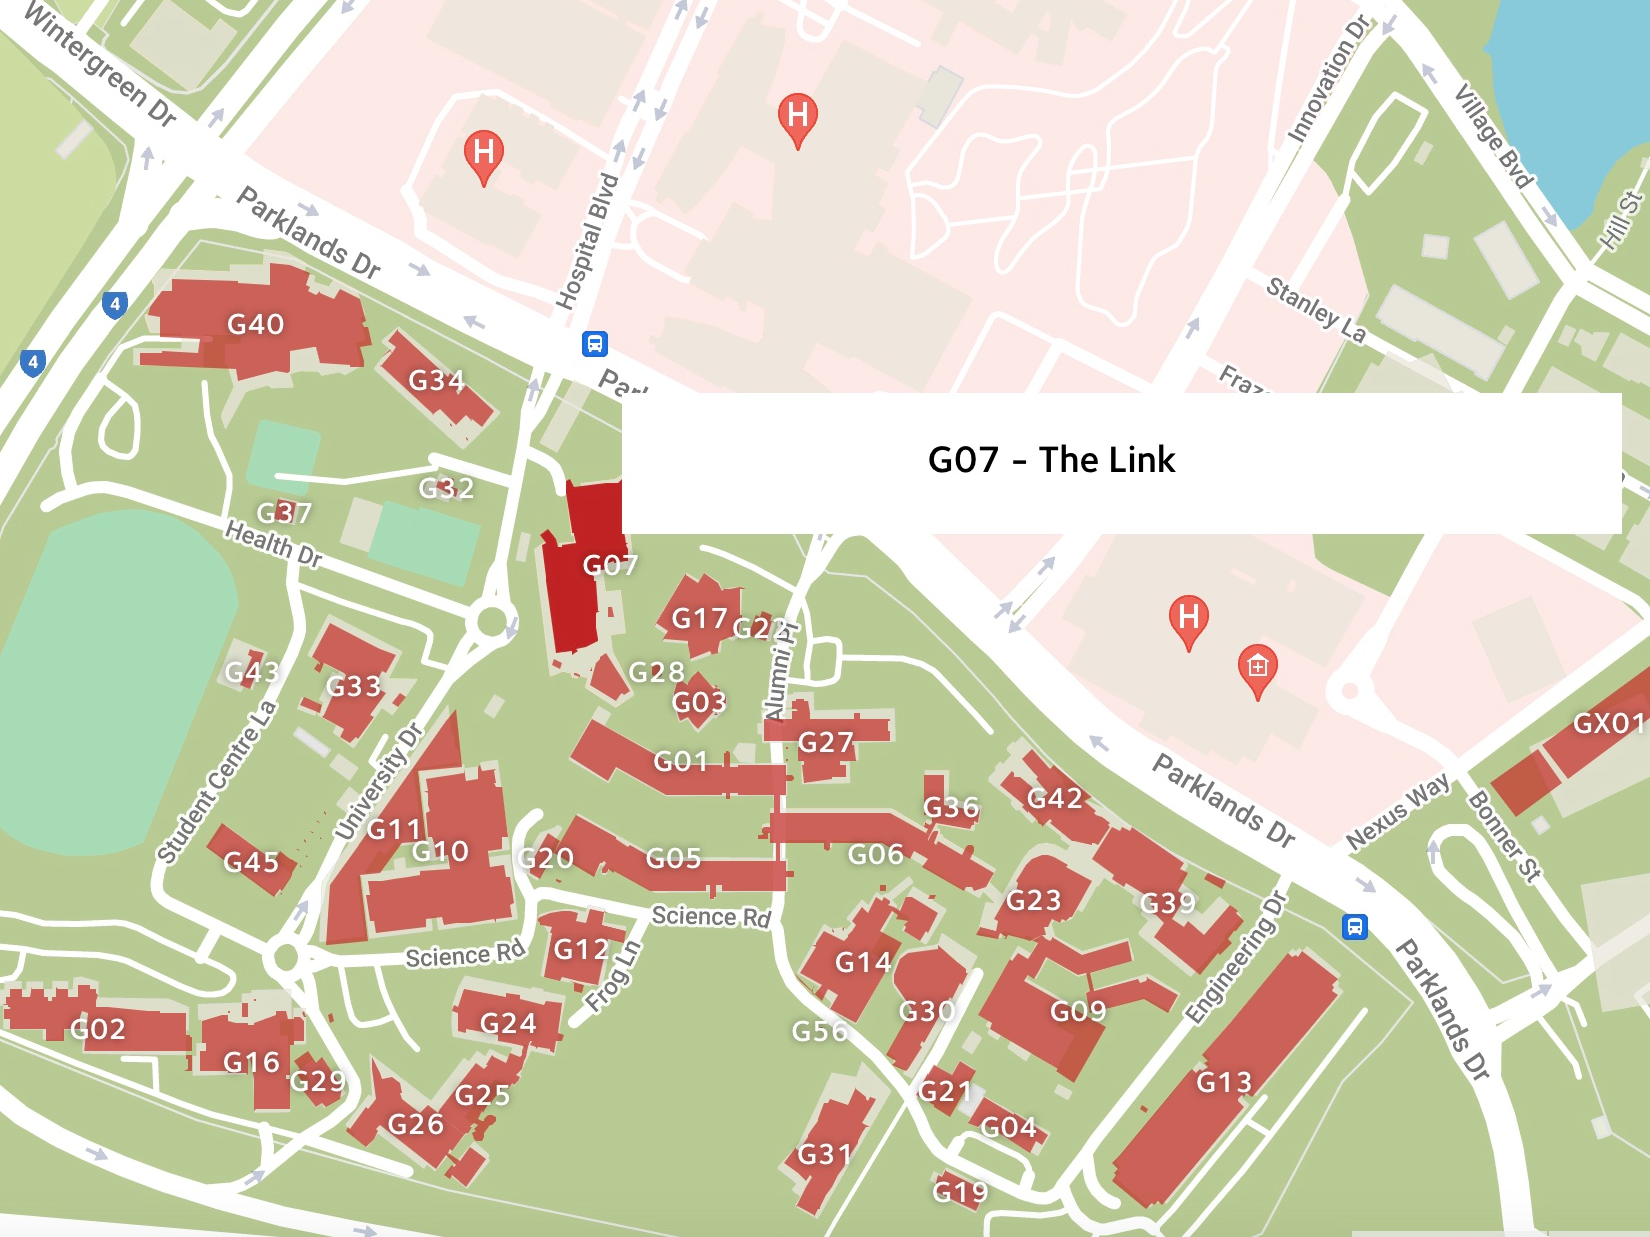 Wintergreen Dr
Innovation Dr
Village Bvd
H
H
Hospital Blvd
Hill St
Parklands Dr
4
4
Stanley La
G40
G34
G07 - The Link
G32
G37
Health Dr
G07
G17
G22
H
G43
G33
G28
G03
Alumni Pl
GX01
Student Centre La
University Dr
G27
G01
Parklands Dr
Nexus Way
Bonner St
G42
G36
G11
G10
G45
G20
G05
G06
G23
G39
Science Rd
Science Rd
G12
Frog Ln
G14
Engineering Dr
Parklands Dr
G02
G16
G29
G24
G56
G30
G09
G25
G26
G21
G04
G13
G31
G19